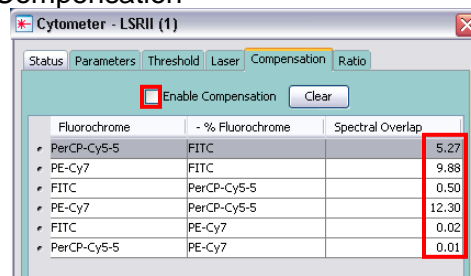 Compensation
Cytometer - LSRII (1)
Status Parameters Threshold Laser Compensation Ratio
Enable Compensation Clear
Fluorochrome - % Fluorochrome Spectral Overlap
PerCP-Cy5-5 FITC 5.27
PE-Cy7 FITC 9.88
FITC PerCP-Cy5-5 0.50
PE-Cy7 PerCP-Cy5-5 12.30
FITC PE-Cy7 0.02
PerCP-Cy5-5 PE-Cy7 0.01